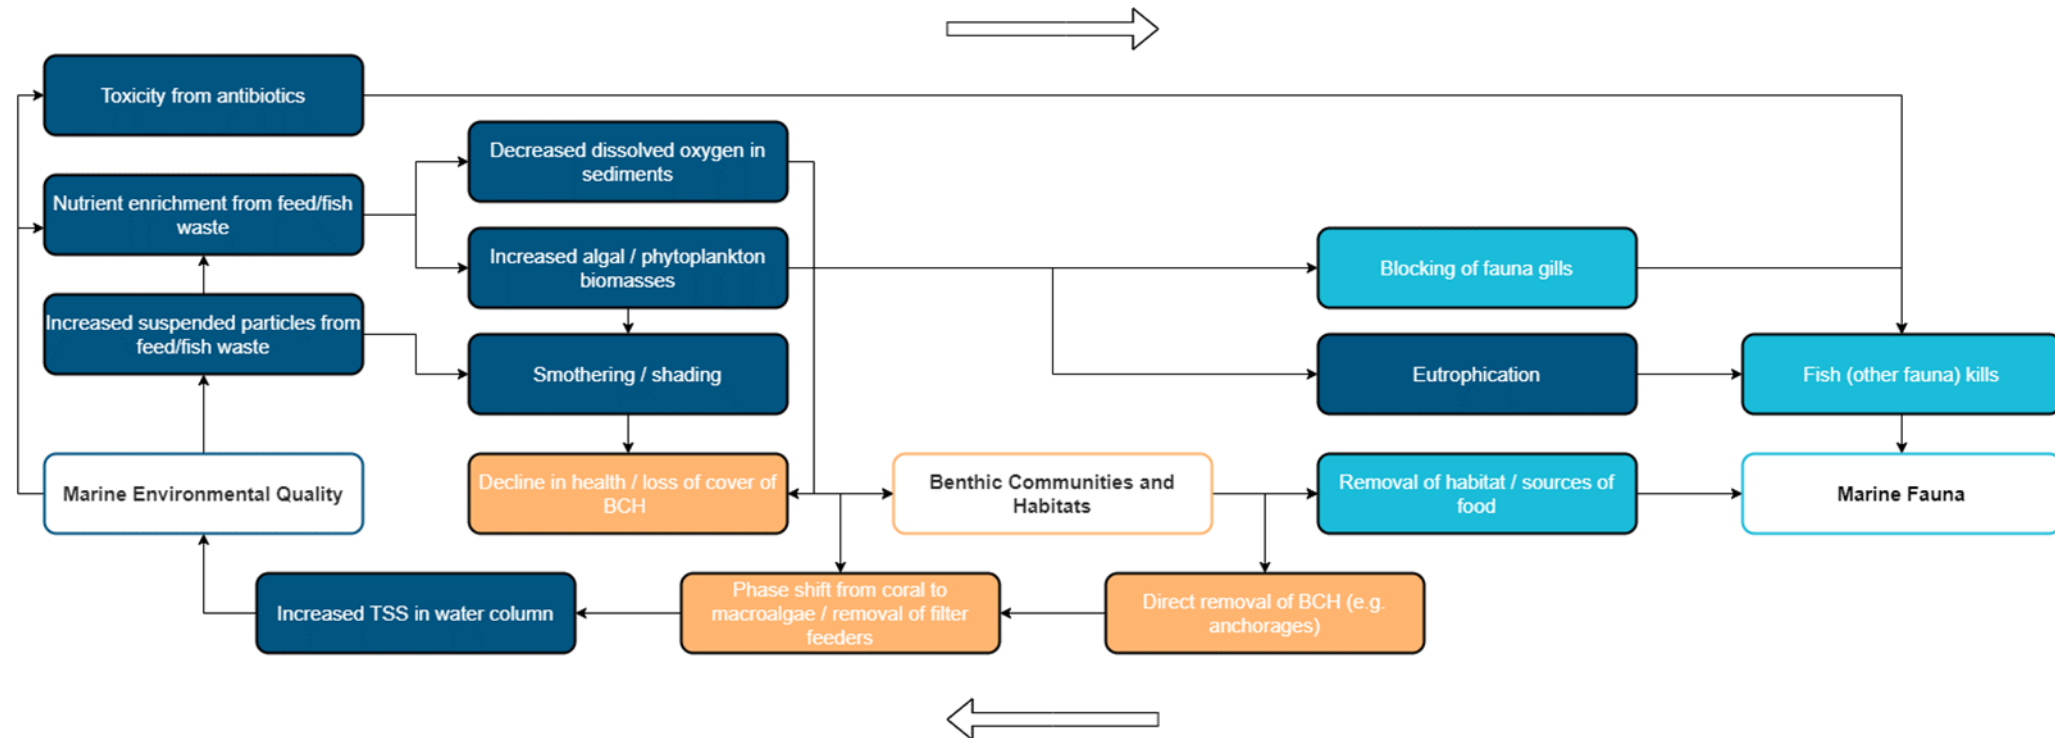 Toxicity from antibiotics
Decreased dissolved oxygen in
sediments
Nutrient enrichment from feed/fish
waste
Increased algal / phytoplankton
biomasses
Blocking of fauna gills
Increased suspended particles from
feed/fish waste
Smothering / shading
Eutrophication
Fish (other fauna) kills
Marine Environmental Quality
Decline in health / loss of cover of
BCH
Benthic Communities and
Habitats
Removal of habitat / sources of
food
Marine Fauna
Increased TSS in water column
Phase shift from coral to
macroalgae / removal of filter
feeders
Direct removal of BCH (e.g.
anchorages)